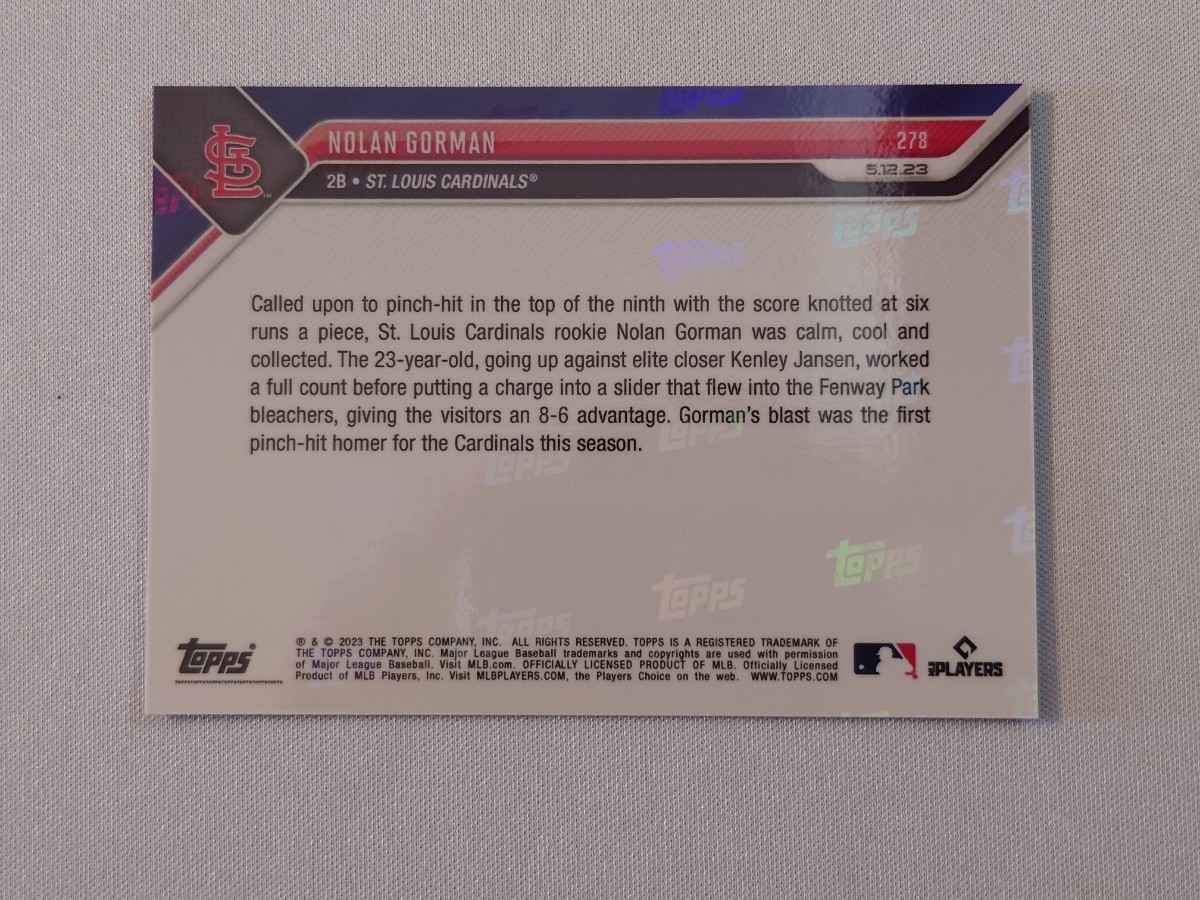 NOLAN GORMAN
278
2B • ST. LOUIS CARDINALS®
5.12.23
Called upon to pinch-hit in the top of the ninth with the score knotted at six
runs a piece, St. Louis Cardinals rookie Nolan Gorman was calm, cool and
collected. The 23-year-old, going up against elite closer Kenley Jansen, worked
a full count before putting a charge into a slider that flew into the Fenway Park
bleachers, giving the visitors an 8-6 advantage. Gorman's blast was the first
pinch-hit homer for the Cardinals this season.
topps
® & © 2023 THE TOPPS COMPANY, INC. ALL RIGHTS RESERVED. TOPPS IS A REGISTERED TRADEMARK OF
THE TOPPS COMPANY, INC. Major League Baseball trademarks and copyrights are used with permission
of Major League Baseball. Visit MLB.com. OFFICIALLY LICENSED PRODUCT OF MLB. Officially Licensed
Product of MLB Players, Inc. Visit MLBPLAYERS.COM, the Players Choice on the web. WWW.TOPPS.COM
PLAYERS